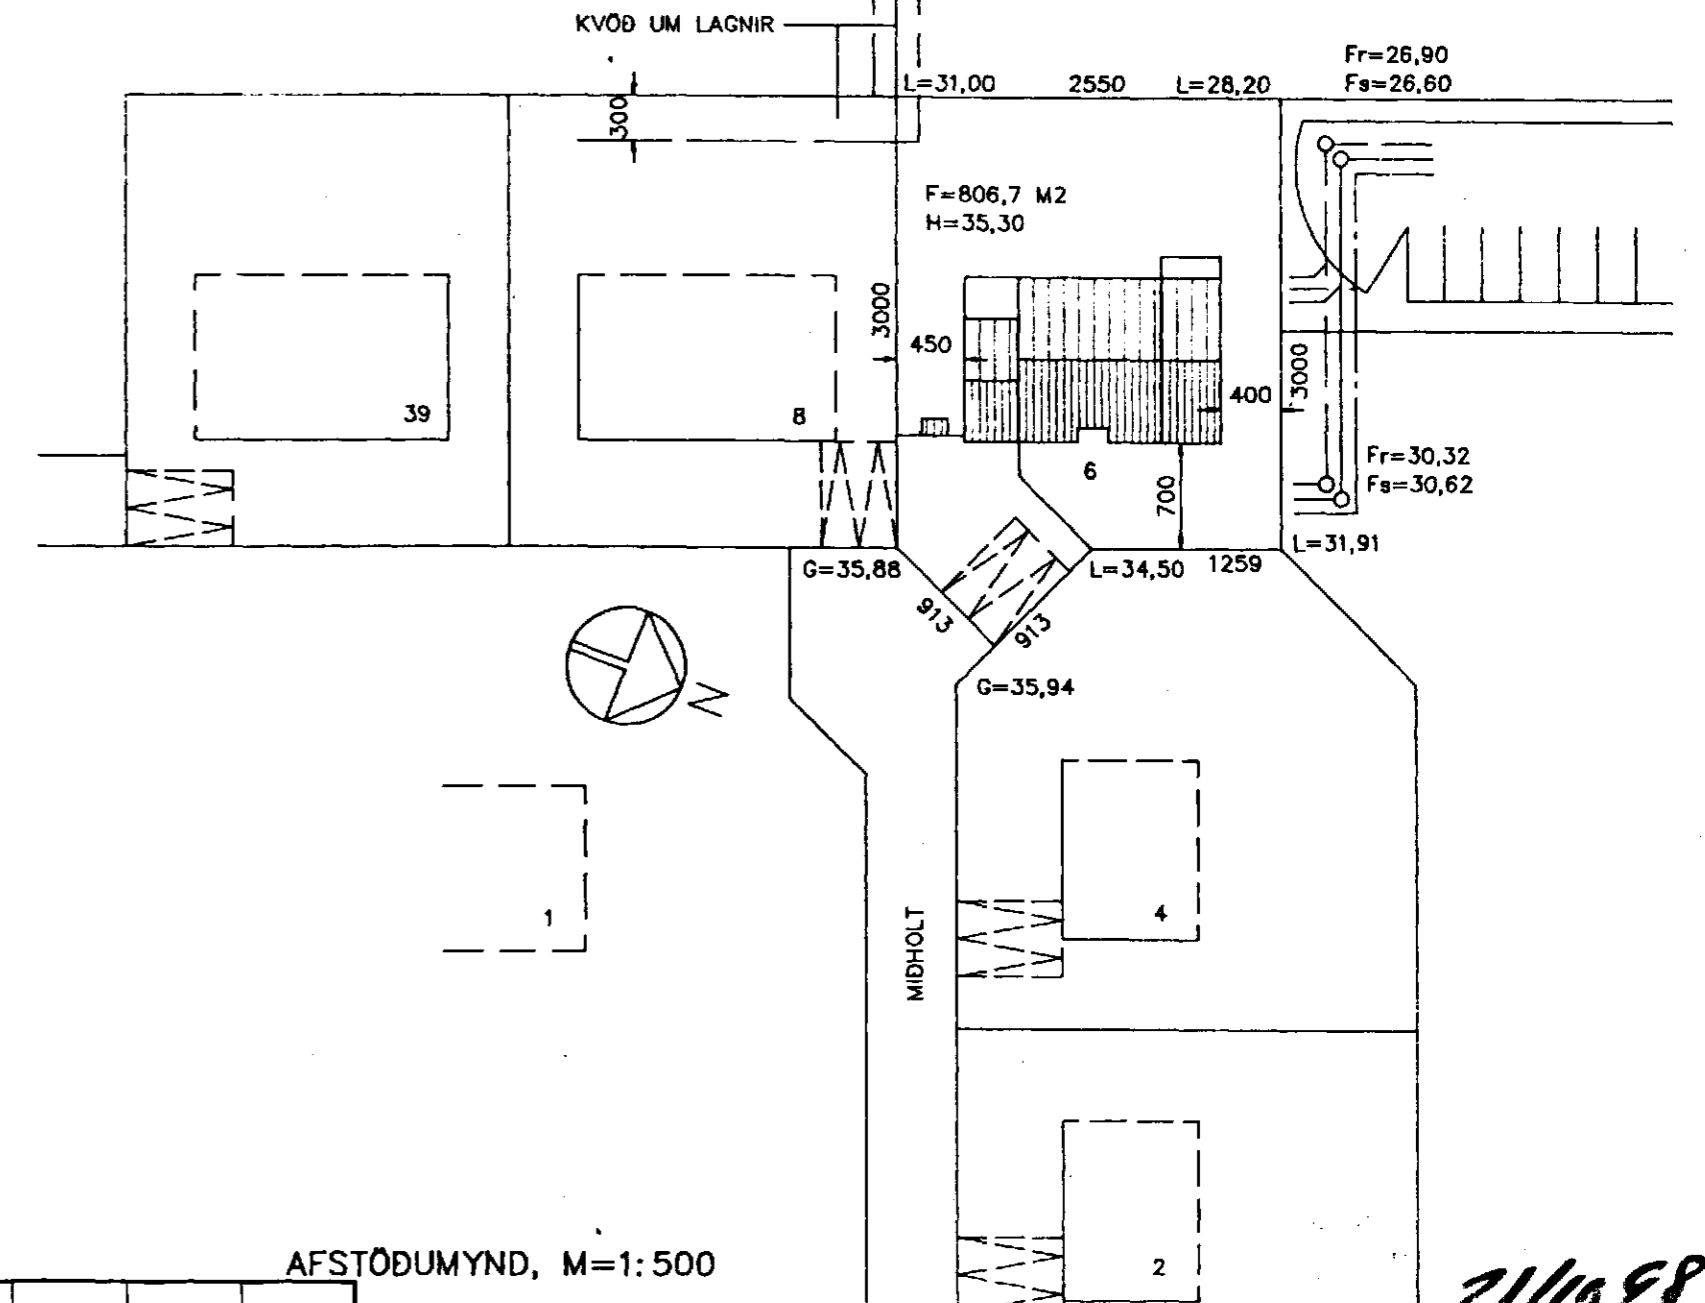 KVÖÐ UM LAGNIR
Fr=26,90
Fs=26,60
L=31,00
2550
L=28,20
300
F=806,7 M2
H=35,30
3000
450
400
3000
39
8
6
700
Fr=30,32
Fs=30,62
G=35,88
L=34,50
1259
L=31,91
913
913
G=35,94
N
1
4
MIÐHOLT
2
AFSTÖÐUMYND, M=1:500